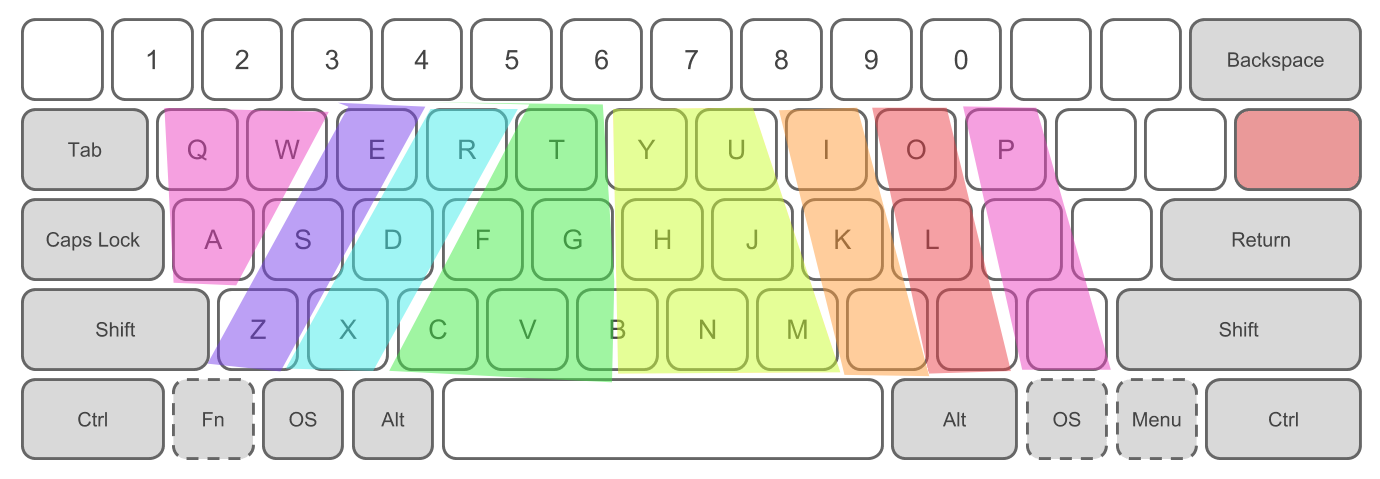 1 2 3 4 5 6 7 8 9 0 Backspace
Tab Q W E R T Y U I O P
Caps Lock A S D F G H J K L Return
Shift Z X C V B N M Shift
Ctrl Fn OS Alt Alt OS Menu Ctrl